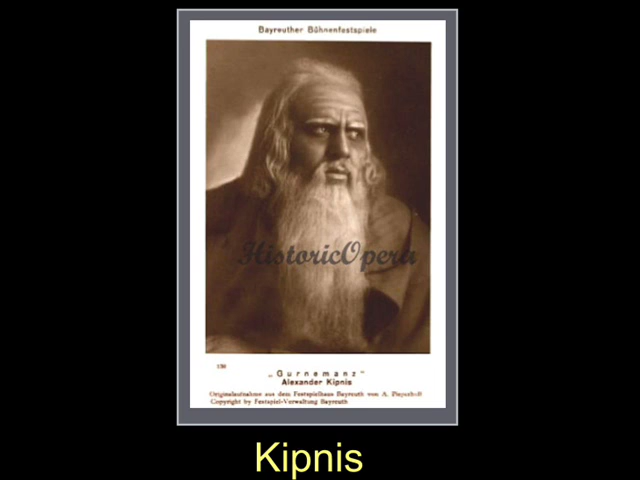 Bayreuther Bühnenfestspiele
HistoricOpera
136
„Gurnemanz"
Alexander Kipnis
Originalaufnahme aus dem Festspielhaus Bayreuth von A.
Copyright by Festspiel-Verwaltung Bayreuth
Kipnis